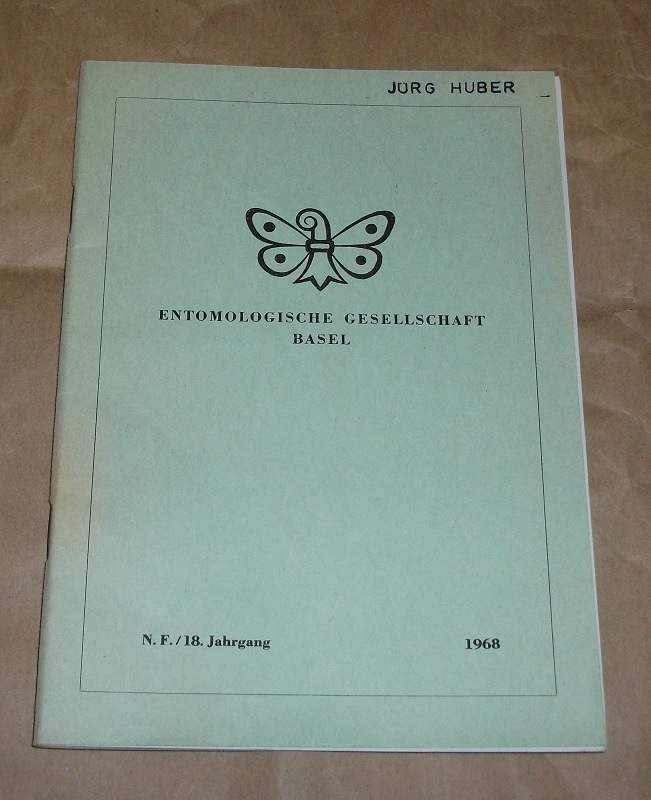 JÜRG HUBER
ENTOMOLOGISCHE GESELLSCHAFT
BASEL
N. F./18. Jahrgang
1968